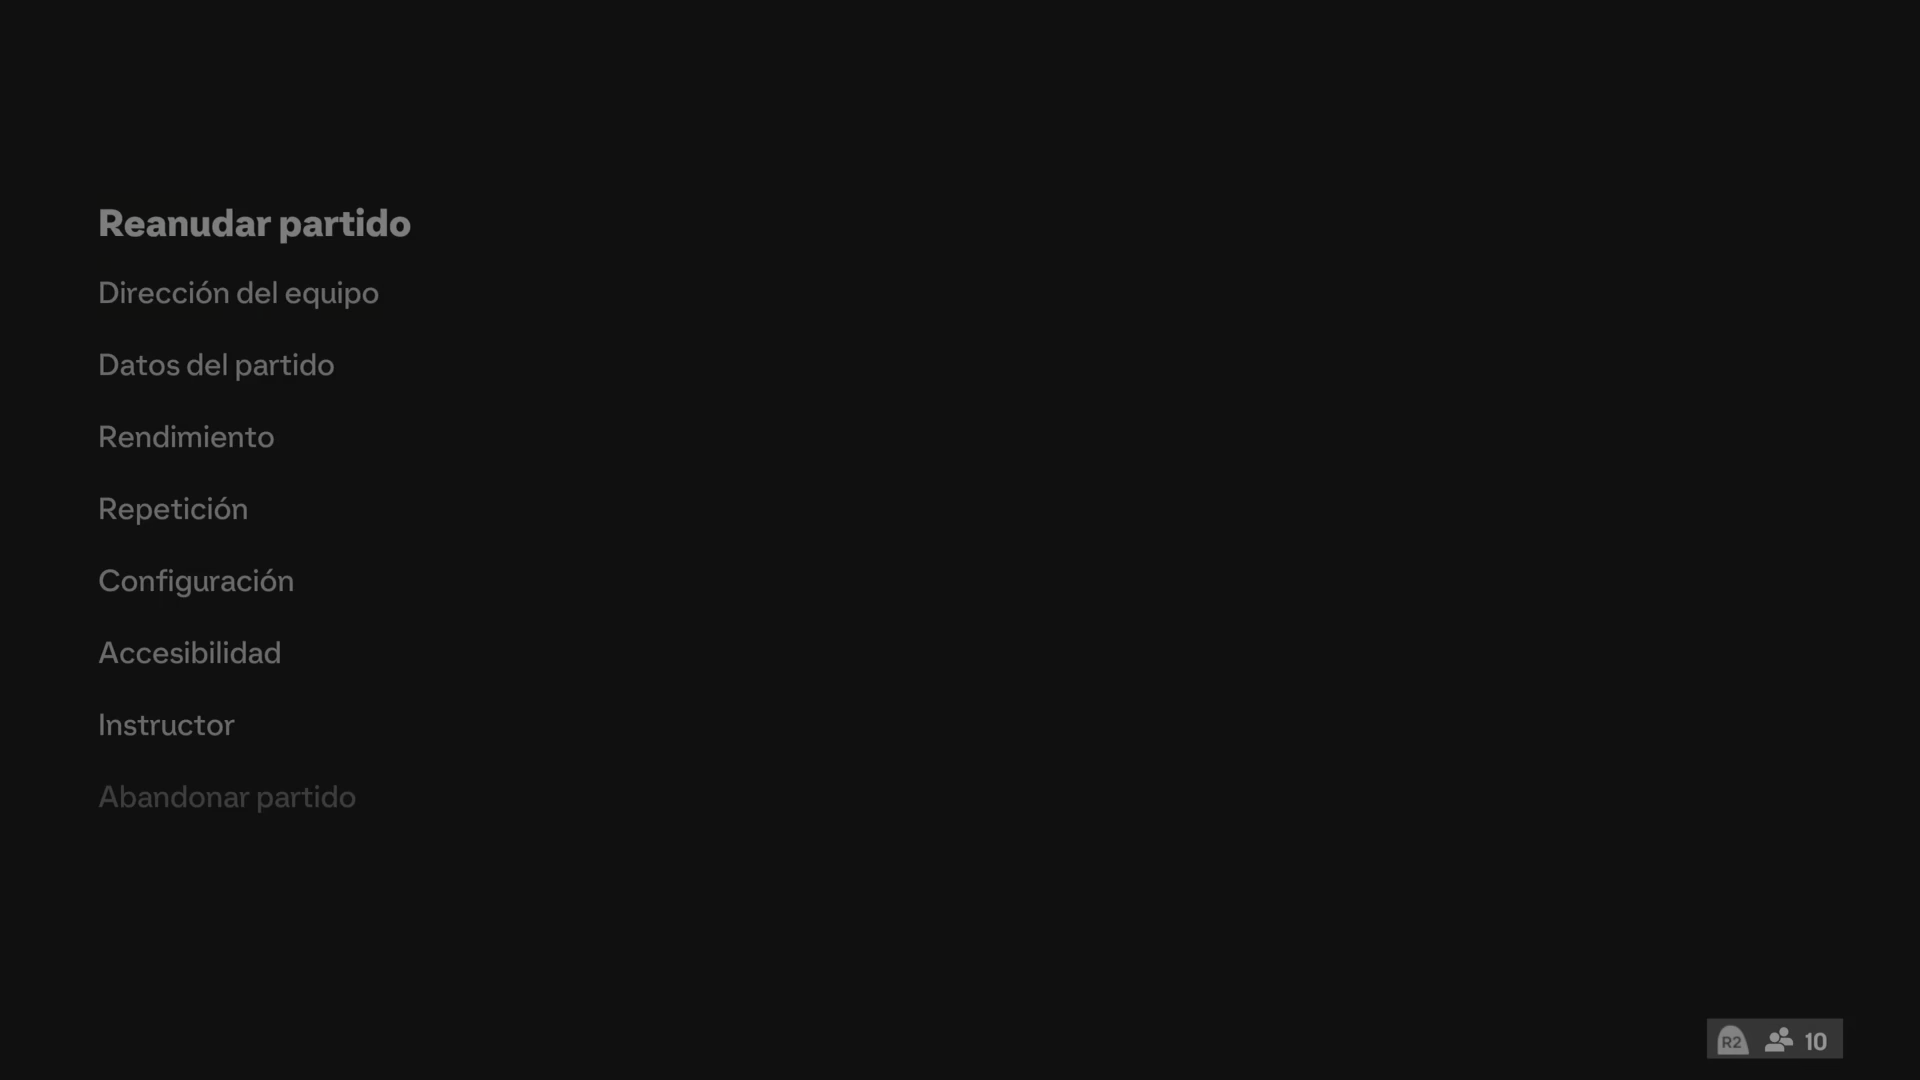 Reanudar partido
Dirección del equipo
Datos del partido
Rendimiento
Repetición
Configuración
Accesibilidad
Instructor
Abandonar partido
R2 10